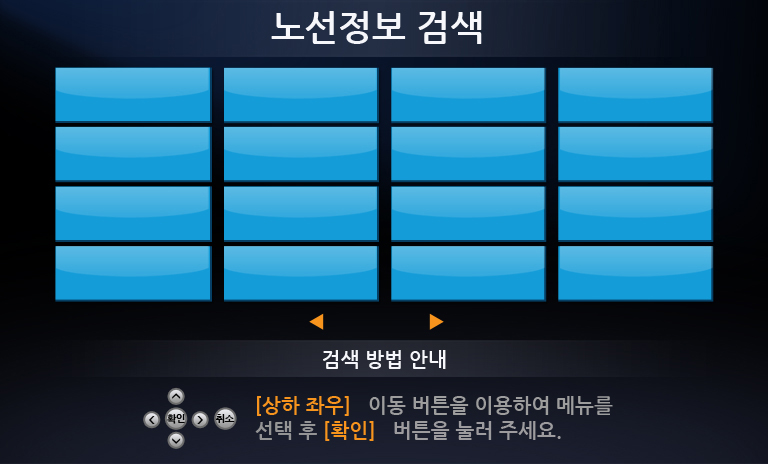 노선정보 검색
검색 방법 안내
확인 취소
[상하 좌우] 이동 버튼을 이용하여 메뉴를
선택 후 [확인] 버튼을 눌러 주세요.